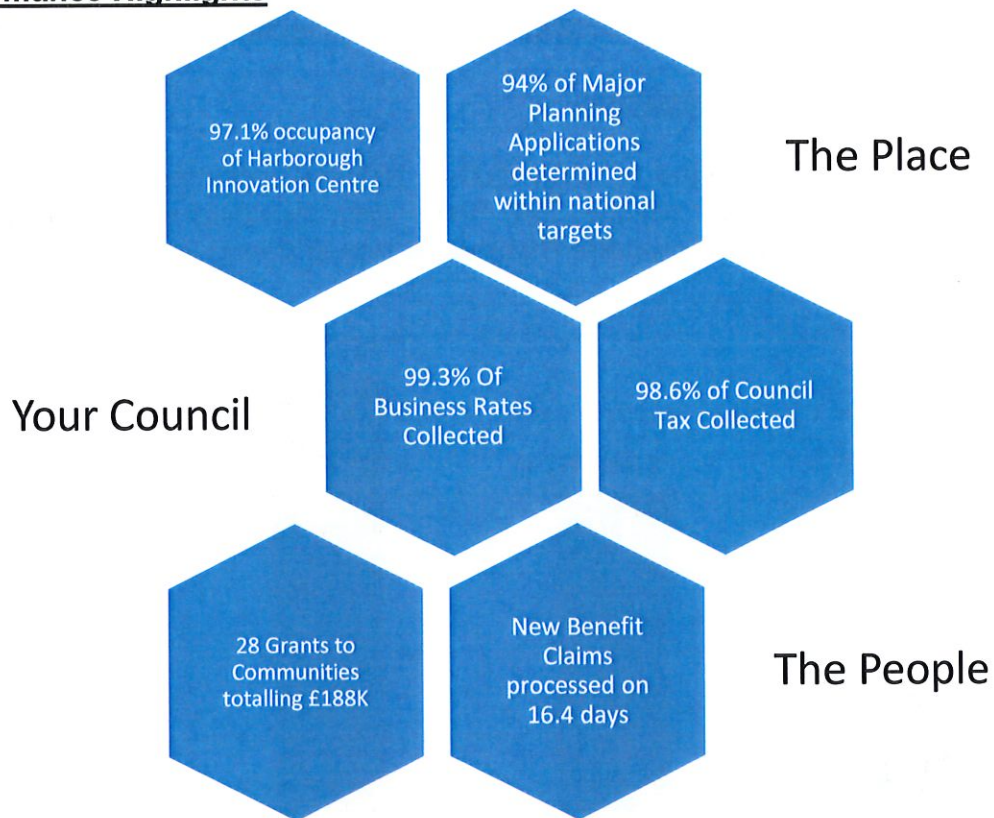 Highlights
97.1% occupancy
of Harborough
Innovation Centre
94% of Major
Planning
Applications
determined
within national
targets
The Place
Your Council
99.3% Of
Business Rates
Collected
98.6% of Council
Tax Collected
28 Grants to
Communities
totalling £188K
New Benefit
Claims
processed on
16.4 days
The People